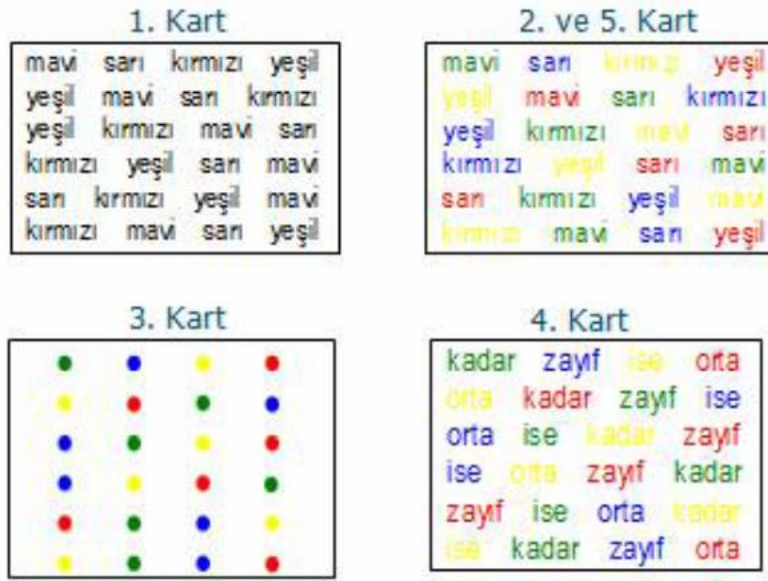 1. Kart
mavi sarı kırmızı yeşil
yeşil mavi sarı kırmızı
yeşil kırmızı mavi sarı
kırmızı yeşil sarı mavi
sarı kırmızı yeşil mavi
kırmızı mavi sarı yeşil
2. ve 5. Kart
mavi sarı kırmızı yeşil
yeşil mavi sarı kırmızı
yeşil kırmızı mavi sarı
kırmızı yeşil sarı mavi
sarı kırmızı yeşil mavi
kırmızı mavi sarı yeşil
3. Kart
4. Kart
kadar zayıf ise orta
orta kadar zayıf ise
orta ise kadar zayıf
ise orta zayıf kadar
zayıf ise orta kadar
ise kadar zayıf orta